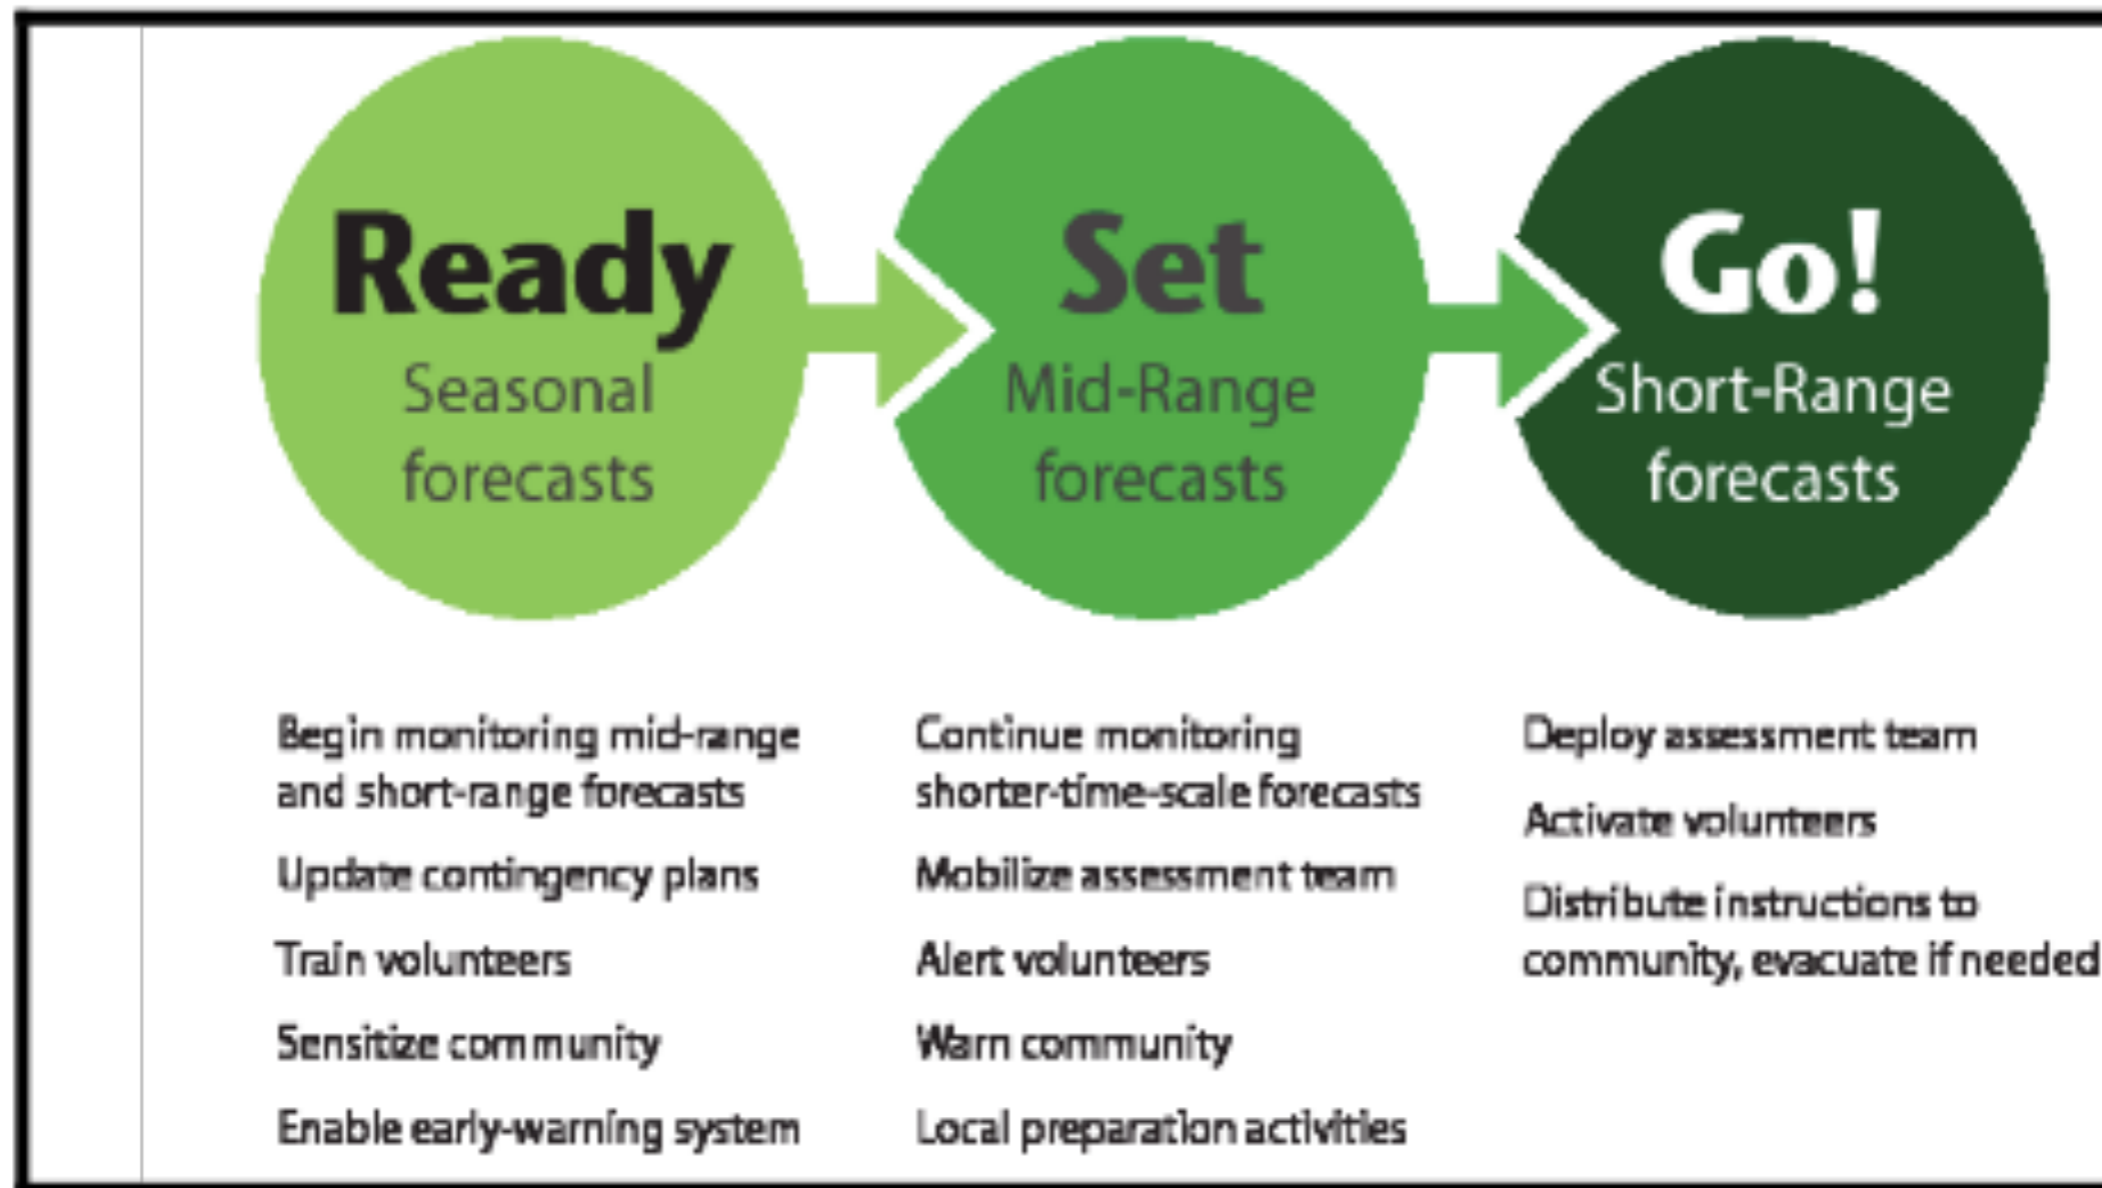 Ready
Seasonal
forecasts
Set
Mid-Range
forecasts
Go!
Short-Range
forecasts
Begin monitoring mid-range
and short-range forecasts
Update contingency plans
Train volunteers
Sensitize community
Enable early-warning system
Continue monitoring
shorter-time-scale forecasts
Mobilize assessment team
Alert volunteers
Warn community
Local preparation activities
Deploy assessment team
Activate volunteers
Distribute instructions to
community, evacuate if needed